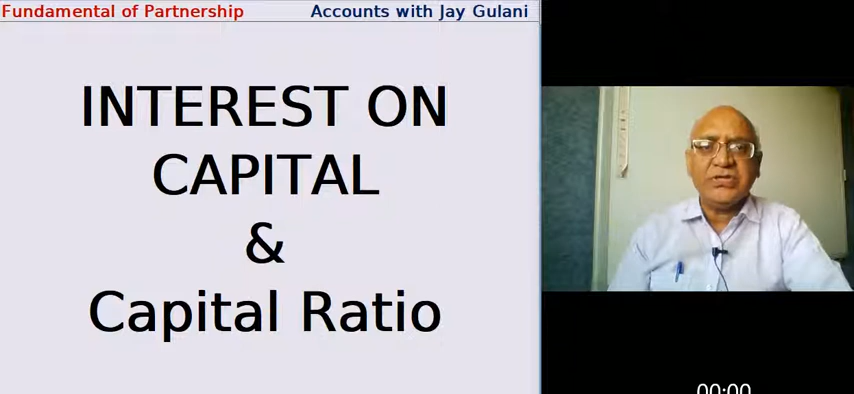 Fundamental of Partnership Accounts with Jay Gulani
INTEREST ON
CAPITAL
&
Capital Ratio
00:00